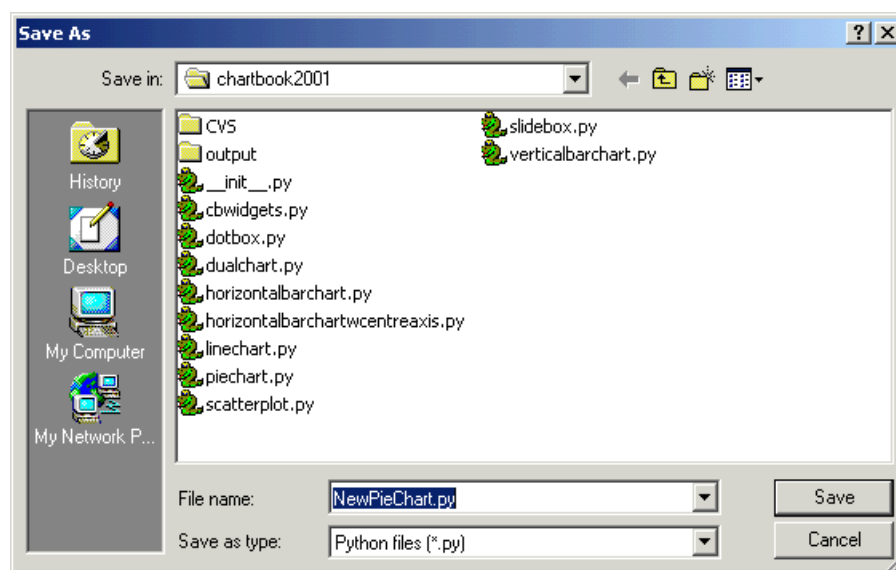 Save As
Save in:
chartbook2001
History
Desktop
My Computer
My Network P...
CVS
output
__init__.py
cbwidgets.py
dotbox.py
dualchart.py
horizontalbarchart.py
horizontalbarchartwcentreaxis.py
linechart.py
piechart.py
scatterplot.py
slidebox.py
verticalbarchart.py
File name:
NewPieChart.py
Save
Save as type:
Python files (*.py)
Cancel